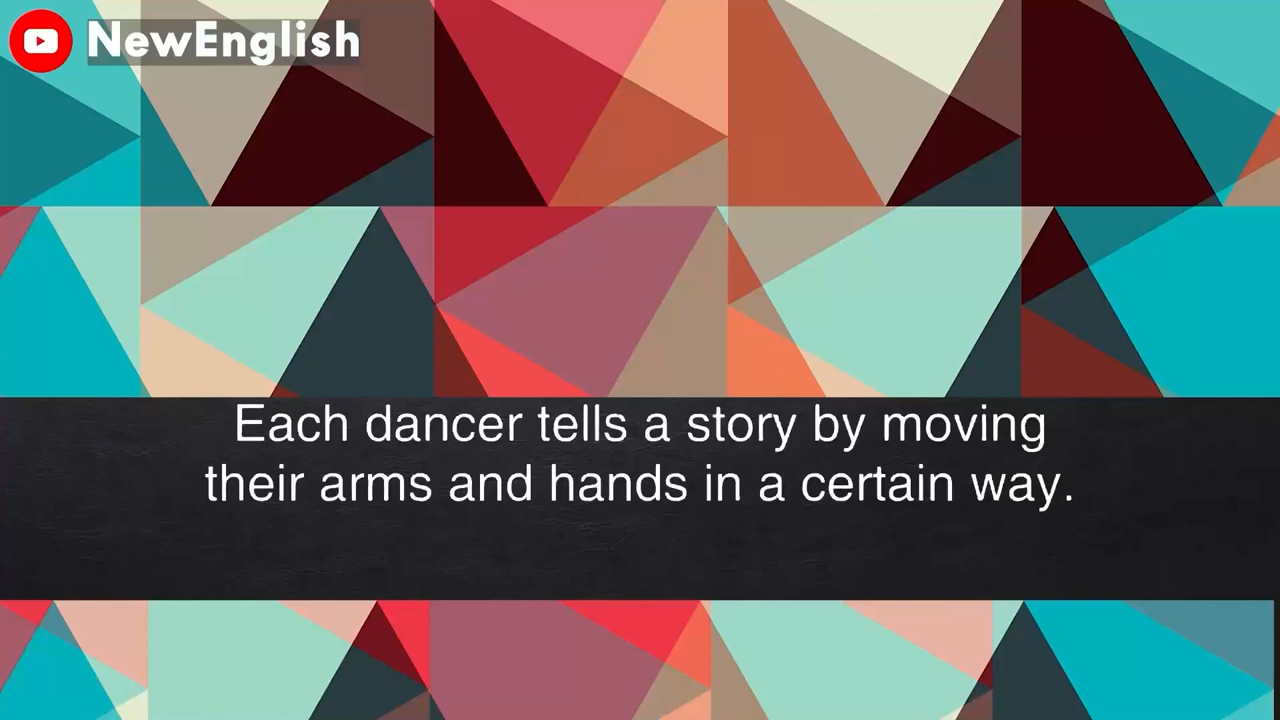 NewEnglish
Each dancer tells a story by moving
their arms and hands in a certain way.